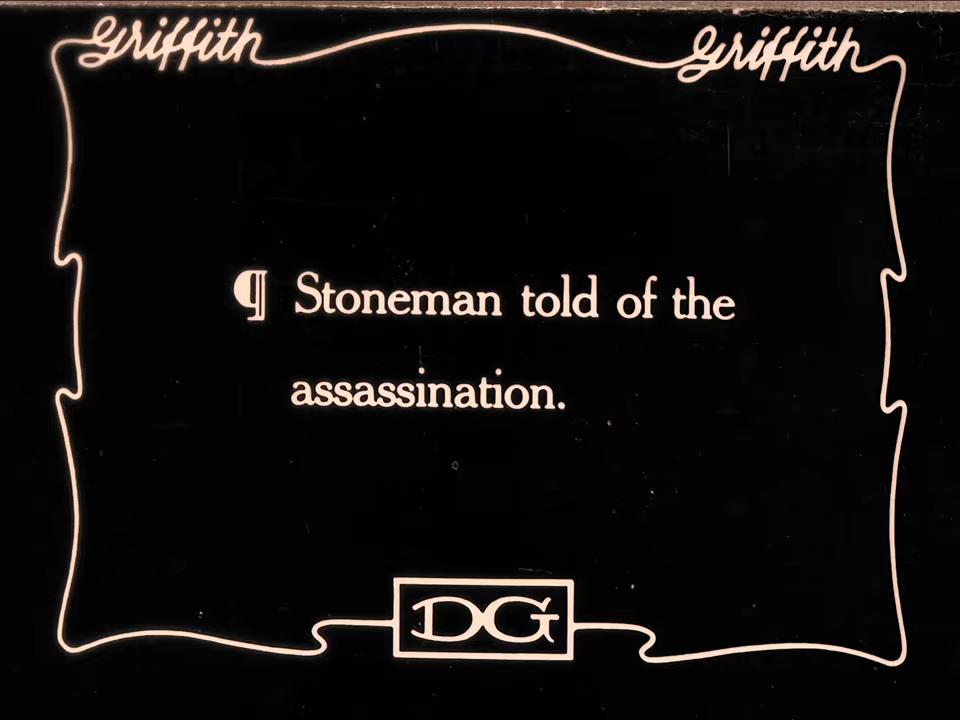 Griffith Griffith
¶ Stoneman told of the
assassination.
DG